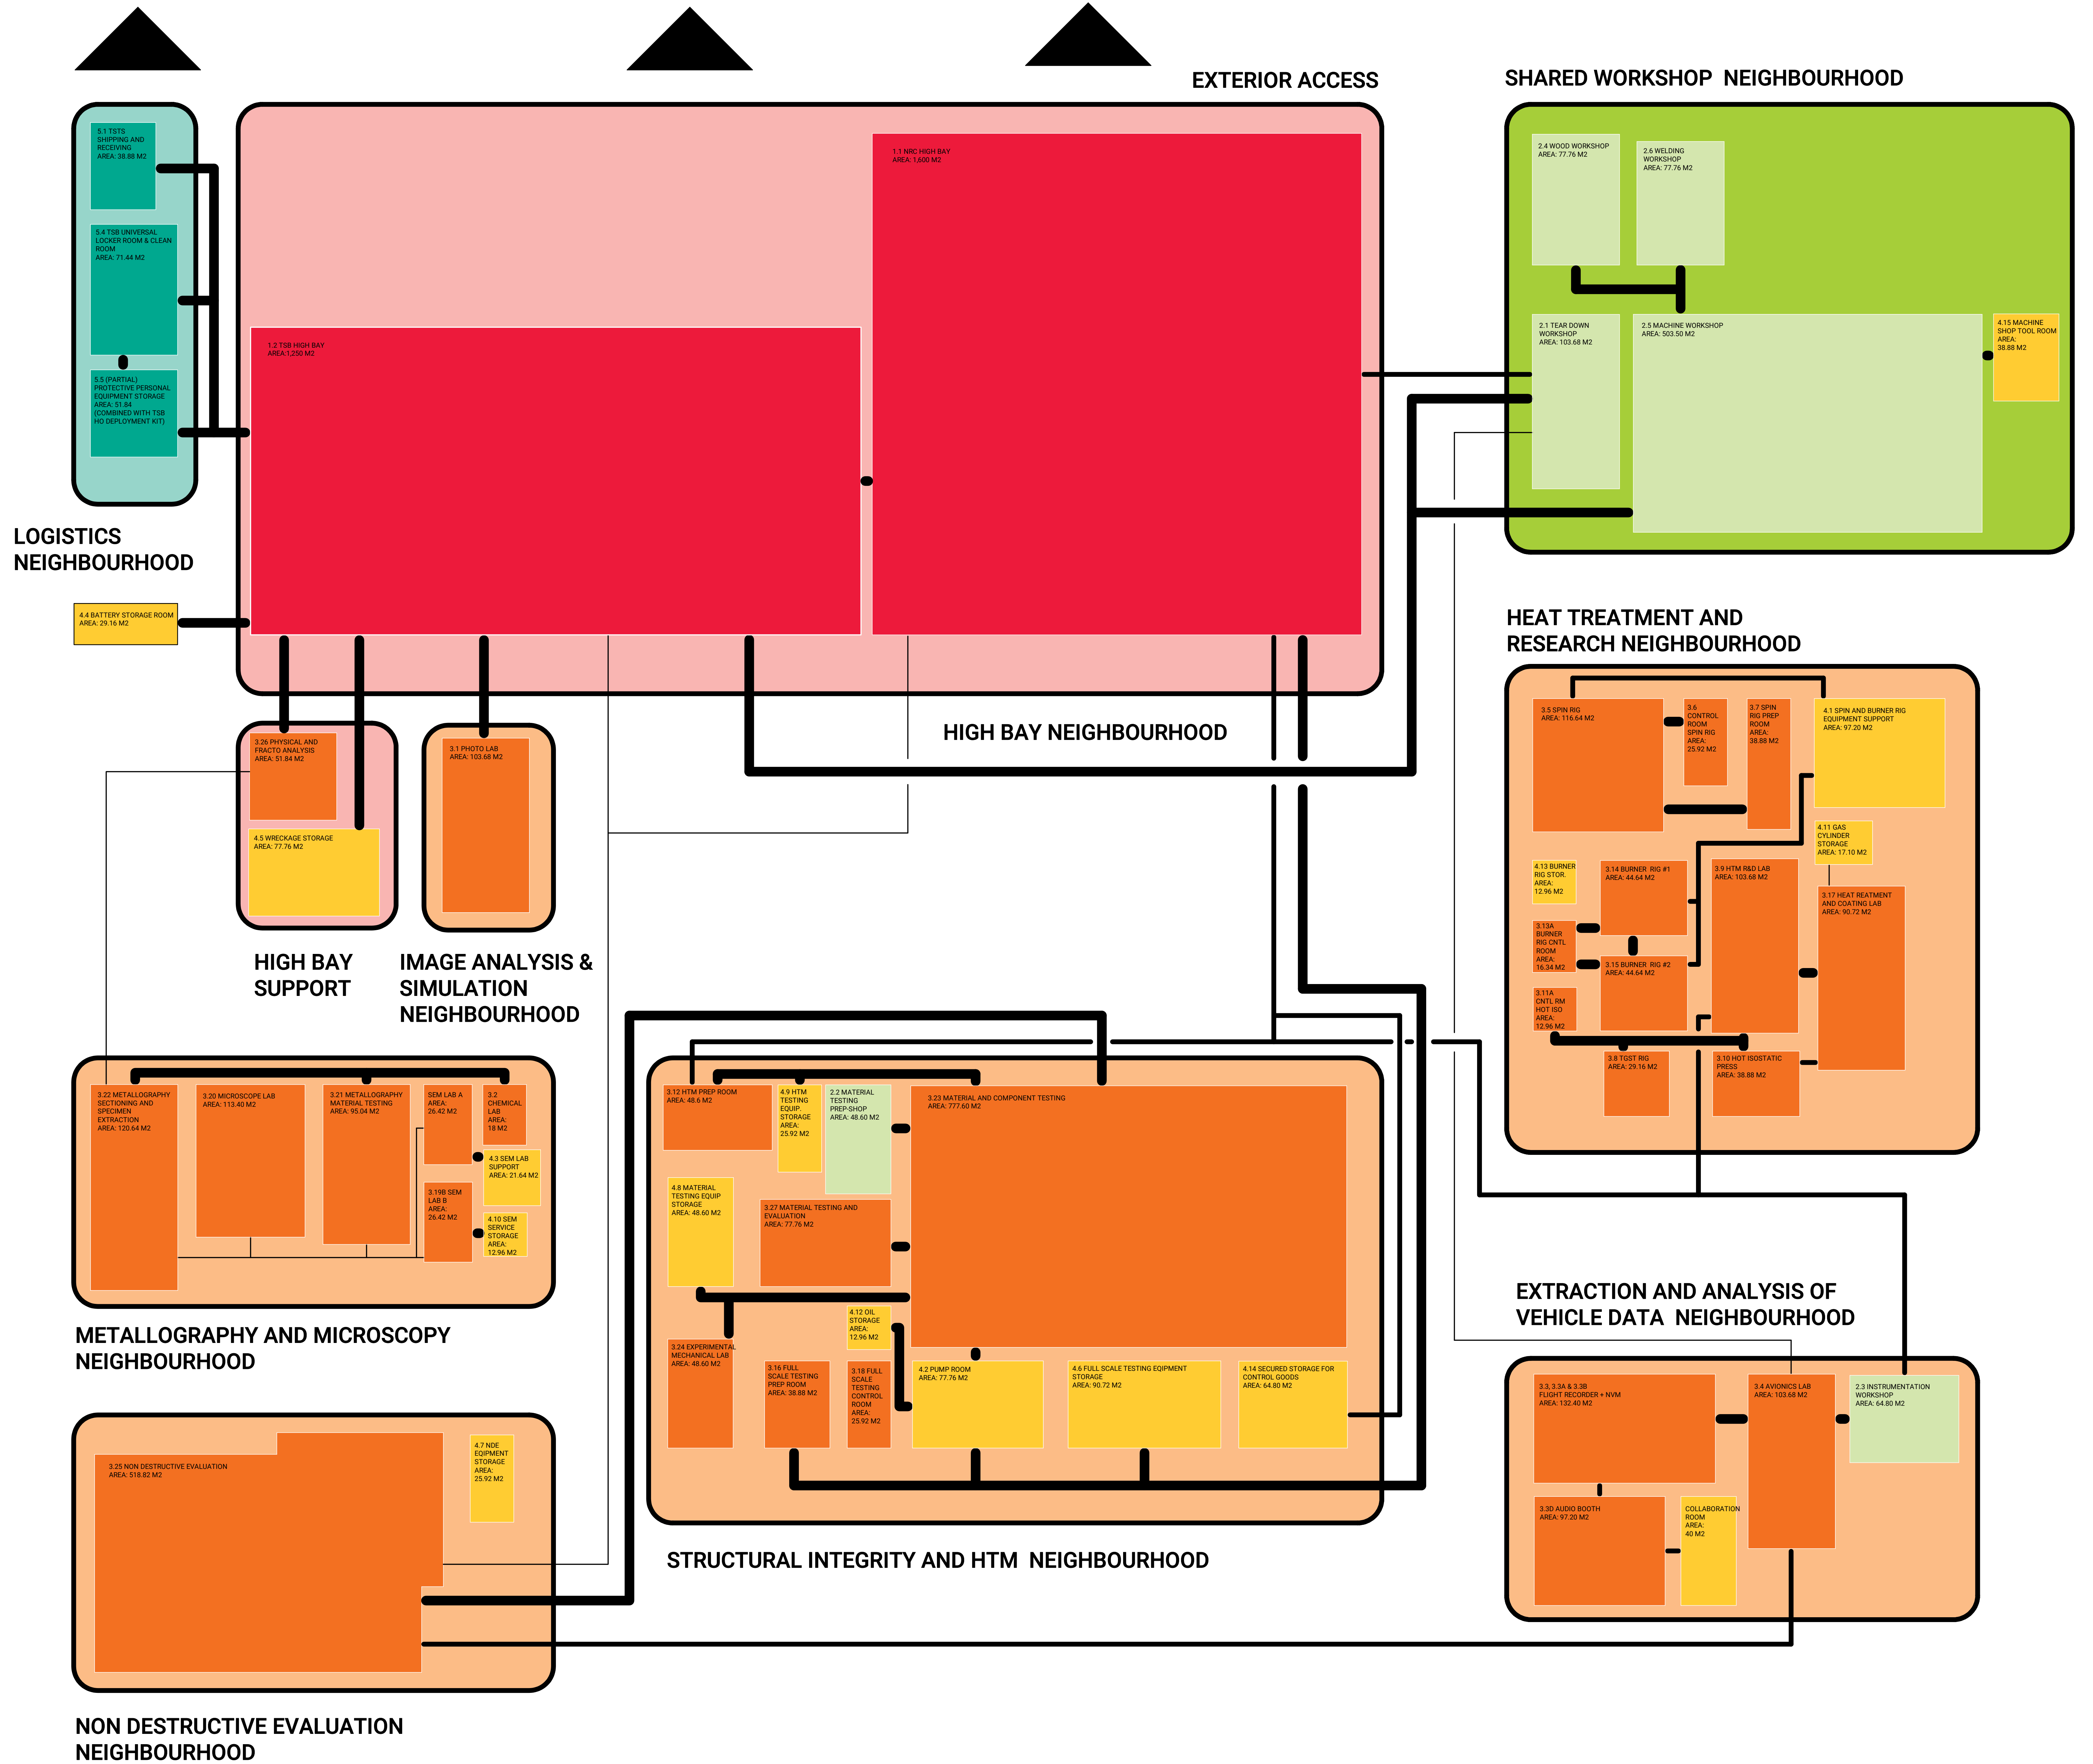 EXTERIOR ACCESS
SHARED WORKSHOP  NEIGHBOURHOOD
5.1 TSTS
SHIPPING AND
RECEIVING
AREA: 38.88 M2
5.4 TSB UNIVERSAL
LOCKER ROOM & CLEAN
ROOM
AREA: 71.44 M2
5.5 (PARTIAL)
PROTECTIVE PERSONAL
EQUIPMENT STORAGE
AREA: 51.84
(COMBINED WITH TSB
HO DEPLOYMENT KIT)
LOGISTICS
NEIGHBOURHOOD
4.4 BATTERY STORAGE ROOM
AREA: 29.16 M2
1.2 TSB HIGH BAY
AREA:1,250 M2
1.1 NRC HIGH BAY
AREA: 1,600 M2
HIGH BAY NEIGHBOURHOOD
2.4 WOOD WORKSHOP
AREA: 77.76 M2
2.6 WELDING
WORKSHOP
AREA: 77.76 M2
2.1 TEAR DOWN
WORKSHOP
AREA: 103.68 M2
2.5 MACHINE WORKSHOP
AREA: 503.50 M2
4.15 MACHINE
SHOP TOOL ROOM
AREA:
38.88 M2
3.26 PHYSICAL AND
FRACTO ANALYSIS
AREA: 51.84 M2
4.5 WRECKAGE STORAGE
AREA: 77.76 M2
HIGH BAY
SUPPORT
3.1 PHOTO LAB
AREA: 103.68 M2
IMAGE ANALYSIS &
SIMULATION
NEIGHBOURHOOD
HEAT TREATMENT AND
RESEARCH NEIGHBOURHOOD
3.5 SPIN RIG
AREA: 116.64 M2
3.6
CONTROL
ROOM
SPIN RIG
AREA:
25.92 M2
3.7 SPIN
RIG PREP
ROOM
AREA:
38.88 M2
4.1 SPIN AND BURNER RIG
EQUIPMENT SUPPORT
AREA: 97.20 M2
4.11 GAS
CYLINDER
STORAGE
AREA: 17.10 M2
4.13 BURNER
RIG STOR.
AREA:
12.96 M2
3.14 BURNER  RIG #1
AREA: 44.64 M2
3.9 HTM R&D LAB
AREA: 103.68 M2
3.17 HEAT REATMENT
AND COATING LAB
AREA: 90.72 M2
3.13A
BURNER
RIG CNTL
ROOM
AREA:
16.34 M2
3.15 BURNER  RIG #2
AREA: 44.64 M2
3.11A
CNTL RM
HOT ISO
AREA:
12.96 M2
3.8 TGST RIG
AREA: 29.16 M2
3.10 HOT ISOSTATIC
PRESS
AREA: 38.88 M2
3.22 METALLOGRAPHY
SECTIONING AND
SPECIMEN
EXTRACTION
AREA: 120.64 M2
3.20 MICROSCOPE LAB
AREA: 113.40 M2
3.21 METALLOGRAPHY
MATERIAL TESTING
AREA: 95.04 M2
SEM LAB A
AREA:
26.42 M2
3.2
CHEMICAL
LAB
AREA:
18 M2
4.3 SEM LAB
SUPPORT
AREA: 21.64 M2
3.19B SEM
LAB B
AREA:
26.42 M2
4.10 SEM
SERVICE
STORAGE
AREA:
12.96 M2
METALLOGRAPHY AND MICROSCOPY
NEIGHBOURHOOD
3.12 HTM PREP ROOM
AREA: 48.6 M2
4.9 HTM
TESTING
EQUIP.
STORAGE
AREA:
25.92 M2
2.2 MATERIAL
TESTING
PREP-SHOP
AREA: 48.60 M2
3.23 MATERIAL AND COMPONENT TESTING
AREA: 777.60 M2
4.8 MATERIAL
TESTING EQUIP
STORAGE
AREA: 48.60 M2
3.27 MATERIAL TESTING AND
EVALUATION
AREA: 77.76 M2
4.12 OIL
STORAGE
AREA:
12.96 M2
3.24 EXPERIMENTAL
MECHANICAL LAB
AREA: 48.60 M2
3.16 FULL
SCALE TESTING
PREP ROOM
AREA: 38.88 M2
3.18 FULL
SCALE
TESTING
CONTROL
ROOM
AREA:
25.92 M2
4.2 PUMP ROOM
AREA: 77.76 M2
4.6 FULL SCALE TESTING EQIPMENT
STORAGE
AREA: 90.72 M2
4.14 SECURED STORAGE FOR
CONTROL GOODS
AREA: 64.80 M2
STRUCTURAL INTEGRITY AND HTM  NEIGHBOURHOOD
EXTRACTION AND ANALYSIS OF
VEHICLE DATA  NEIGHBOURHOOD
3.3, 3.3A & 3.3B
FLIGHT RECORDER + NVM
AREA: 132.40 M2
3.4 AVIONICS LAB
AREA: 103.68 M2
2.3 INSTRUMENTATION
WORKSHOP
AREA: 64.80 M2
3.3D AUDIO BOOTH
AREA: 97.20 M2
COLLABORATION
ROOM
AREA:
40 M2
3.25 NON DESTRUCTIVE EVALUATION
AREA: 518.82 M2
4.7 NDE
EQIPMENT
STORAGE
AREA:
25.92 M2
NON DESTRUCTIVE EVALUATION
NEIGHBOURHOOD